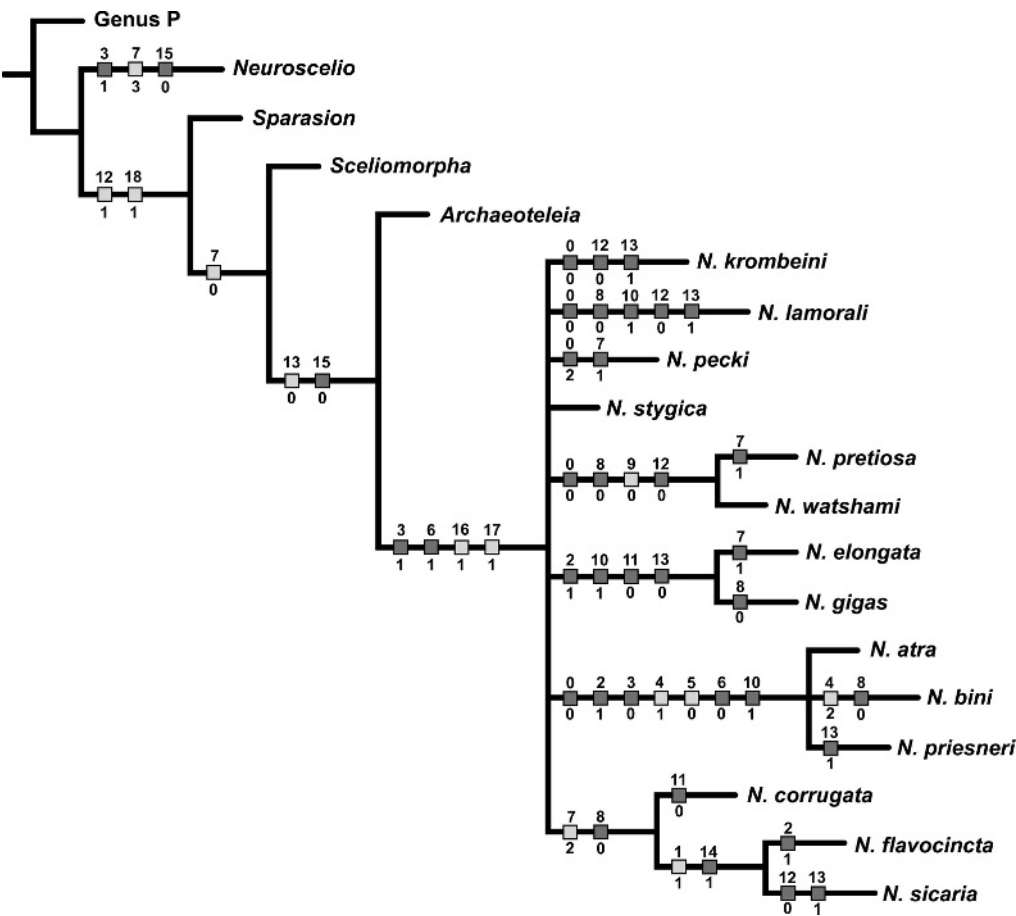 Genus P
3 7 15
Neuroscelio
1 3 0
Sparasion
Sceliomorpha
12 18
1 1
Archaeoteleia
7
0
0 12 13
N. krombeini
0 0 1
0 8 10 12 13
N. lamorali
0 0 1 0 1
0 7
N. pecki
2 1
13 15
0 0
N. stygica
7
N. pretiosa
1
0 8 9 12
0 0 0 0
N. watshami
3 6 16 17
1 1 1 1
7
N. elongata
1
2 10 11 13
1 1 0 0
8
N. gigas
0
N. atra
0 2 3 4 5 6 10
4 8
N. bini
0 1 0 1 0 0 1
2 0
13
N. priesneri
1
11
N. corrugata
0
7 8
2 0
2
N. flavocincta
1
1 14
1 1
12 13
N. sicaria
0 1